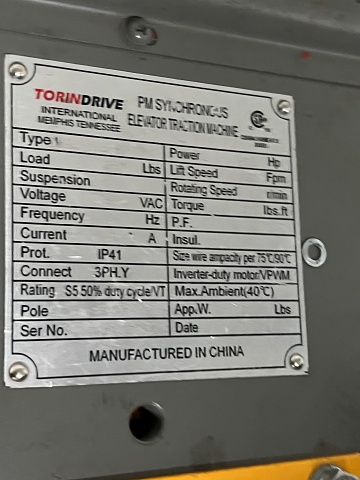 TORINDRIVE
INTERNATIONAL
MEMPHIS TENNESSEE
PM SYNCHRONOUS
ELEVATOR TRACTION MACHINE
Type
Load Lbs
Suspension
Voltage VAC
Frequency Hz
Current A
Prot. IP41
Connect 3PH.Y
Rating S5 50% duty cycle/VT
Pole
Ser No.
Power Hp
Lift Speed Fpm
Rotating Speed r/min
Torque lbs.ft
P.F.
Insul.
Size wire ampacity per 75℃/90℃
Inverter-duty motor/VPWM
Max.Ambient(40℃)
App.W. Lbs
Date
MANUFACTURED IN CHINA